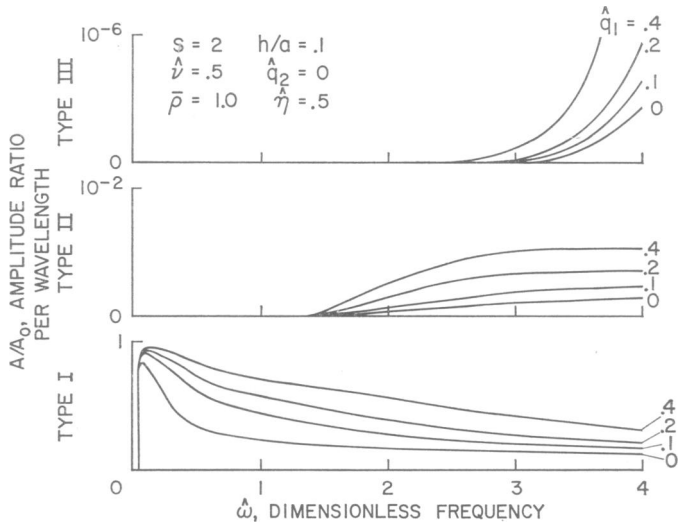 10⁻⁶
S = 2 h/a = .1
ν̂ = .5 q̂₂ = 0
ρ̄ = 1.0 η̂ = .5
q̂₁ = .4
.2
.1
0
0
TYPE III
10⁻²
.4
.2
.1
0
0
TYPE II
A/A₀, AMPLITUDE RATIO
PER WAVELENGTH
1
TYPE I
.4
.2
.1
0
0 1 2 3 4
ω̂, DIMENSIONLESS FREQUENCY